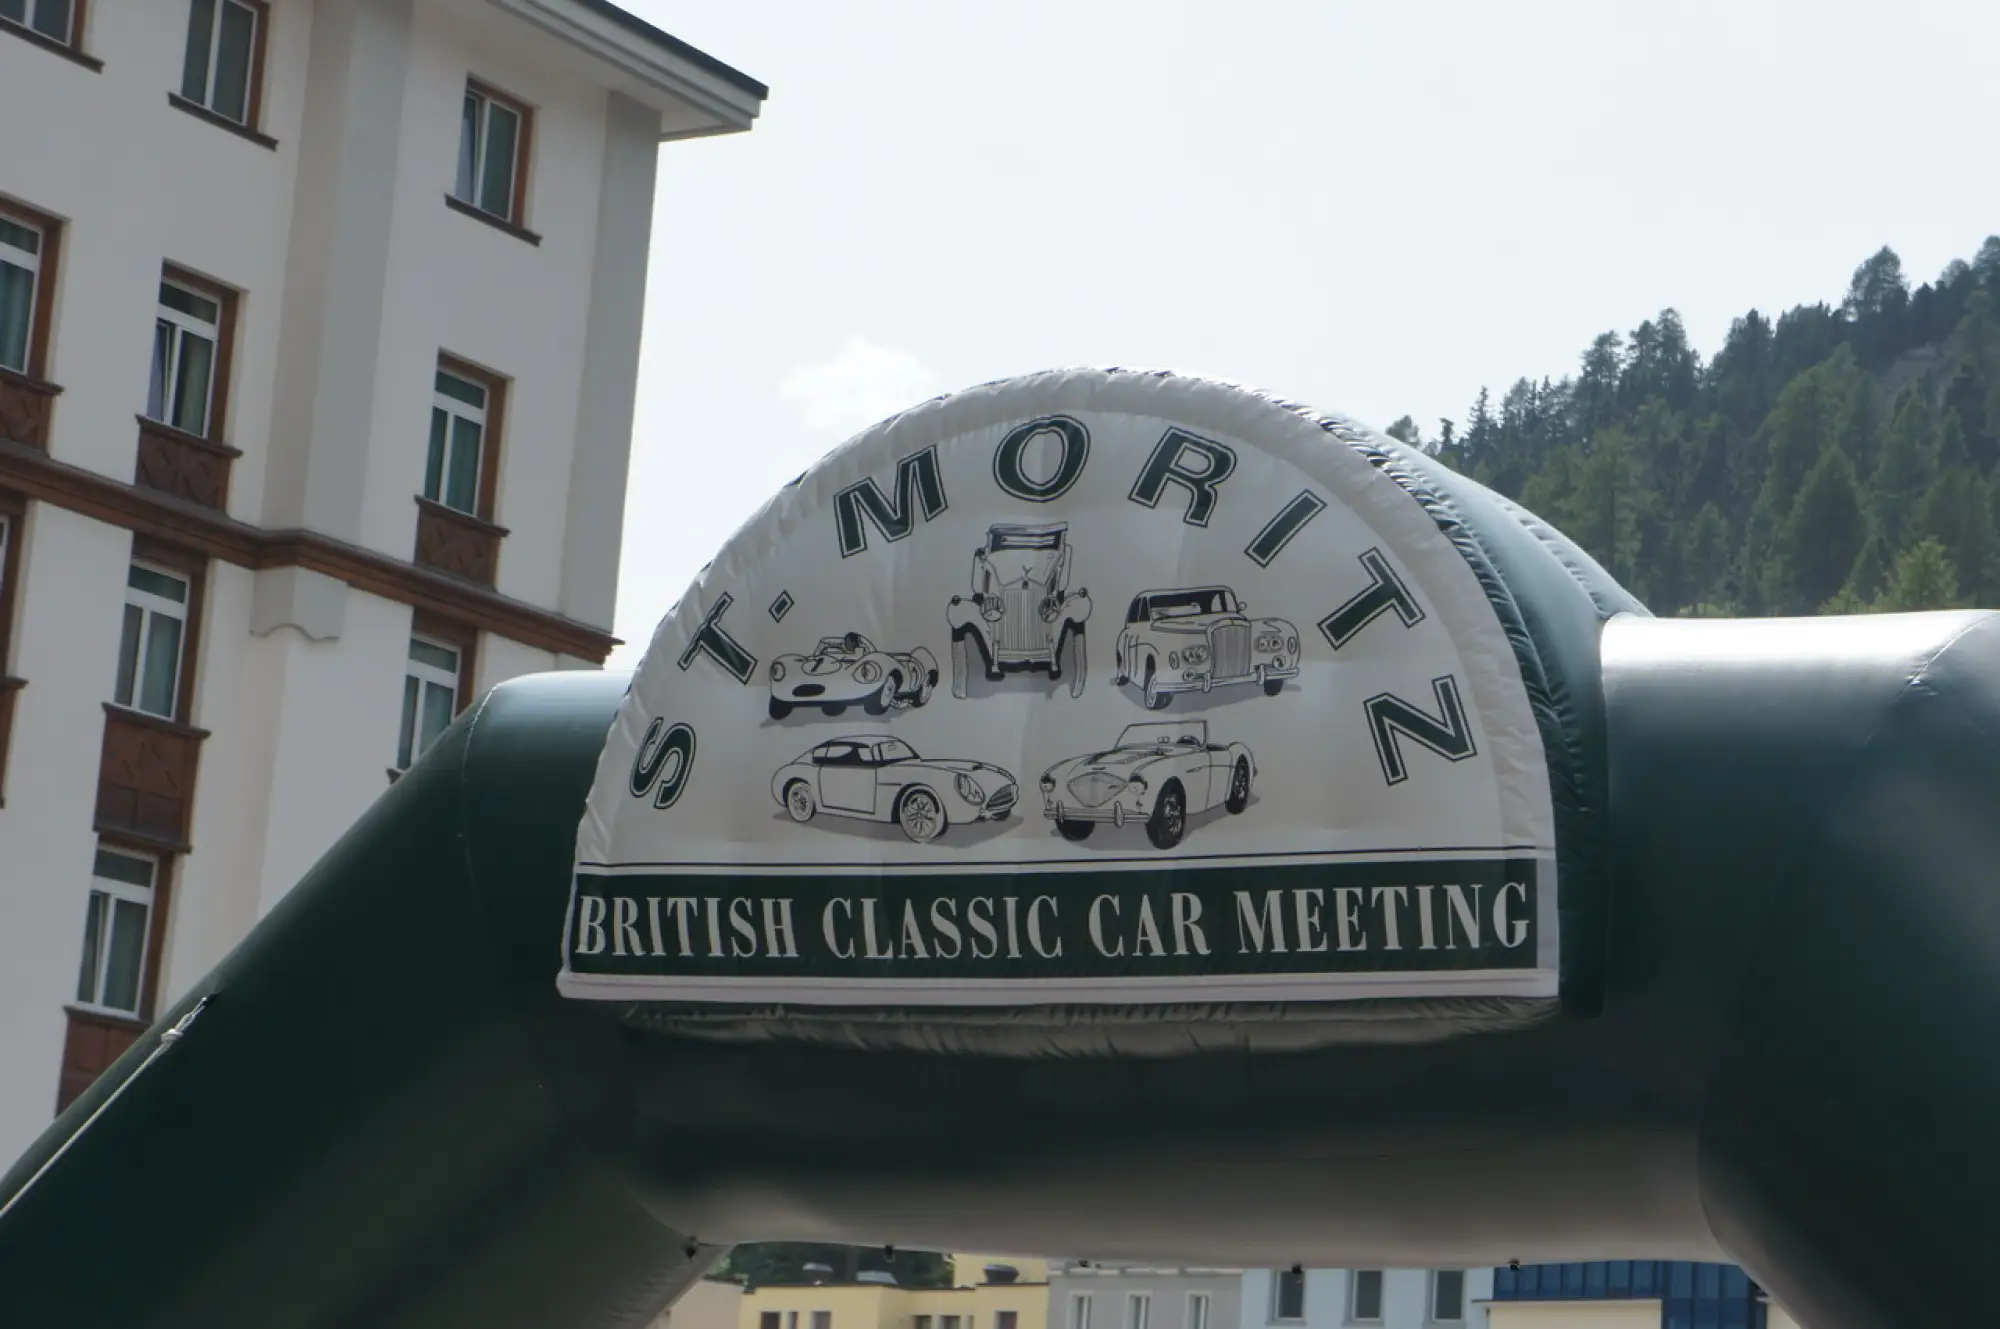 ST. MORITZ
BRITISH CLASSIC CAR MEETING